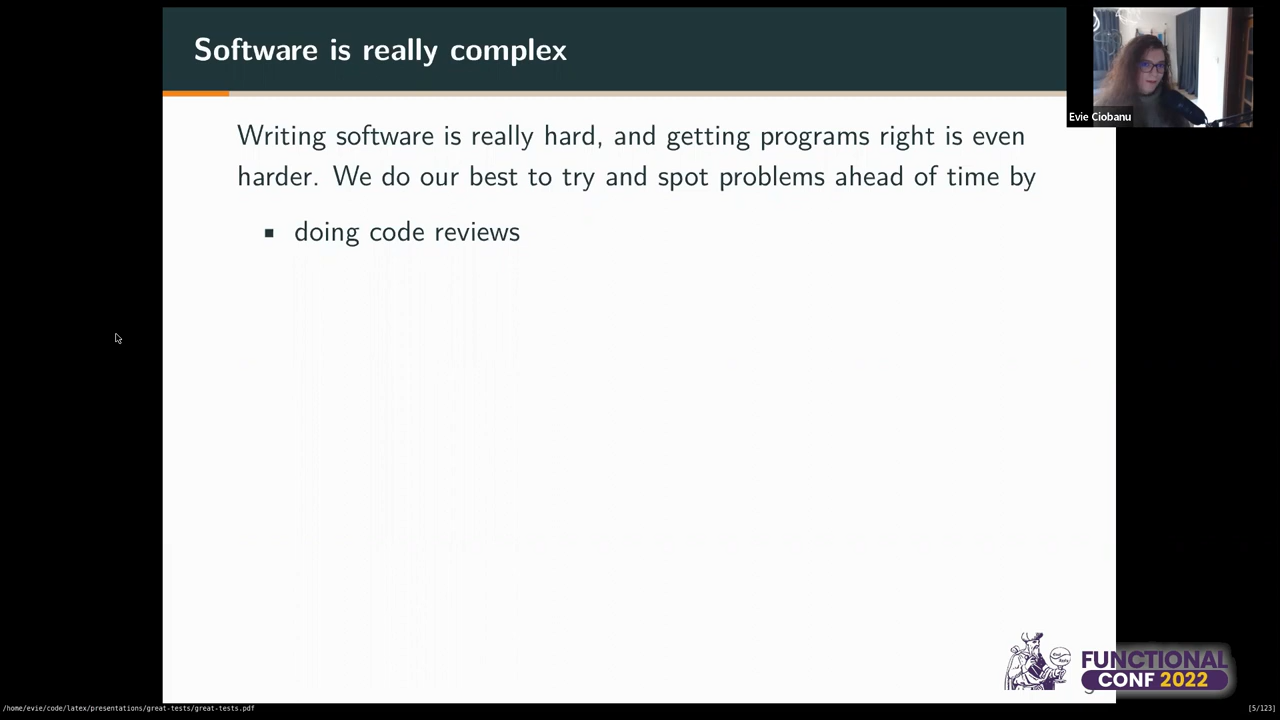 Software is really complex
Evie Ciobanu
Writing software is really hard, and getting programs right is even
harder. We do our best to try and spot problems ahead of time by
▪ doing code reviews
FUNCTIONAL
CONF 2022
/home/evie/code/latex/presentations/great-tests/great-tests.pdf
[5/123]